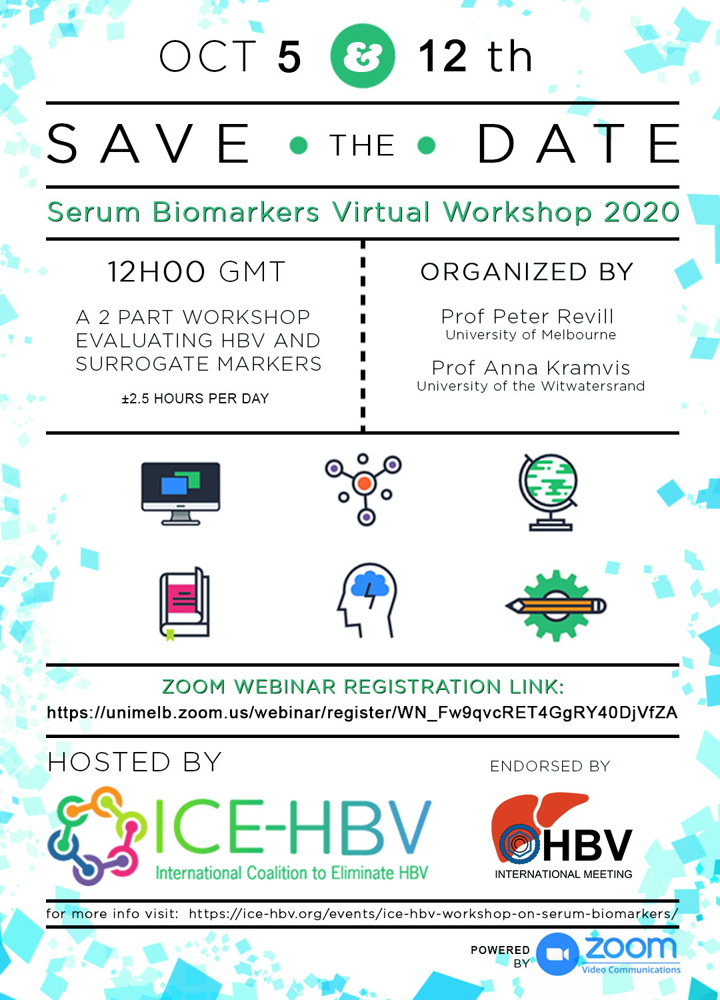 OCT 5 & 12 th
SAVE • THE • DATE
Serum Biomarkers Virtual Workshop 2020
12H00 GMT
A 2 PART WORKSHOP
EVALUATING HBV AND
SURROGATE MARKERS
±2.5 HOURS PER DAY
ORGANIZED BY
Prof Peter Revill
University of Melbourne
Prof Anna Kramvis
University of the Witwatersrand
ZOOM WEBINAR REGISTRATION LINK:
https://unimelb.zoom.us/webinar/register/WN_Fw9qvcRET4GgRY40DjVfZA
HOSTED BY
ICE-HBV
International Coalition to Eliminate HBV
ENDORSED BY
HBV
INTERNATIONAL MEETING
for more info visit: https://ice-hbv.org/events/ice-hbv-workshop-on-serum-biomarkers/
POWERED
BY
zoom
Video Communications